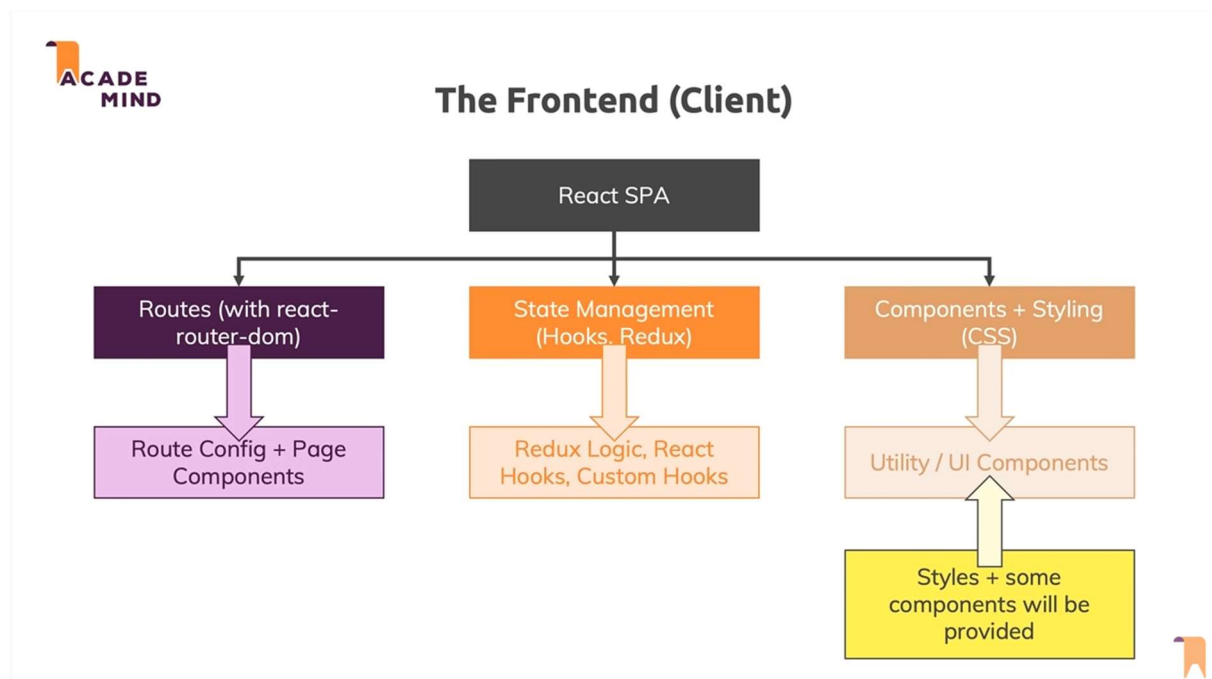 ACADE
MIND
The Frontend (Client)
React SPA
Routes (with react-
router-dom)
State Management
(Hooks, Redux)
Components + Styling
(CSS)
Route Config + Page
Components
Redux Logic, React
Hooks, Custom Hooks
Utility / UI Components
Styles + some
components will be
provided